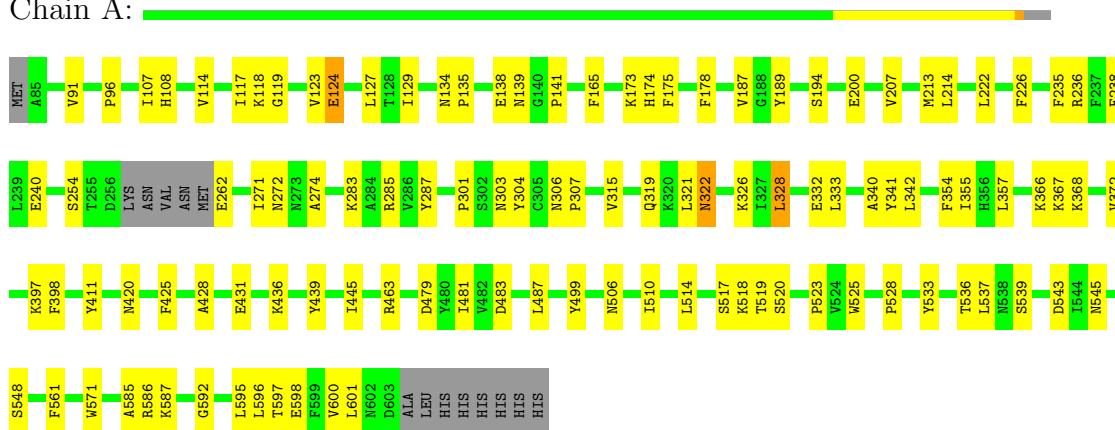 Chain A:
MET A85 V91 P96 I107 H108 V114 I117 K118 G119 V123 E124 L127 T128 I129 N134 P135 E138 N139 G140 P141 F165 K173 H174 F175 F178 V187 G188 Y189 S194 E200 V207 M213 L214 L222 F226 F235 R236 F237
L239 E240 S254 T255 D256 LYS ASN VAL ASN MET E262 I271 N272 N273 A274 K283 A284 R285 V286 Y287 P301 S302 N303 Y304 C305 N306 P307 V315 Q319 K320 L321 N322 K326 I327 L328 E332 L333 A340 Y341 L342 F354 I355 H356 L357 K366 K367 K368
K397 F398 Y411 N420 F425 A428 E431 K436 Y439 I445 R463 D479 Y480 I481 V482 D483 L487 Y499 N506 I510 L514 S517 K518 T519 S520 P523 V524 W525 P528 Y533 T536 L537 N538 S539 D543 I544 N545
S548 F561 W571 A585 R586 K587 G592 L595 L596 T597 E598 F599 V600 L601 N602 D603 ALA LEU HIS HIS HIS HIS HIS HIS